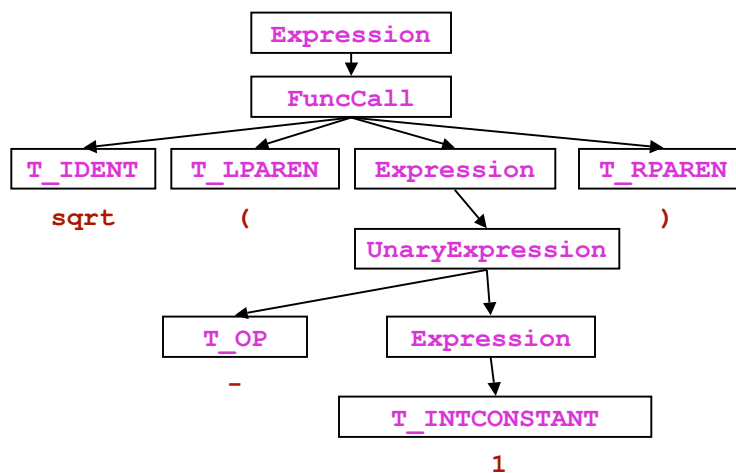 Expression
FuncCall
T_IDENT T_LPAREN Expression T_RPAREN
sqrt ( )
UnaryExpression
T_OP Expression
-
T_INTCONSTANT
1